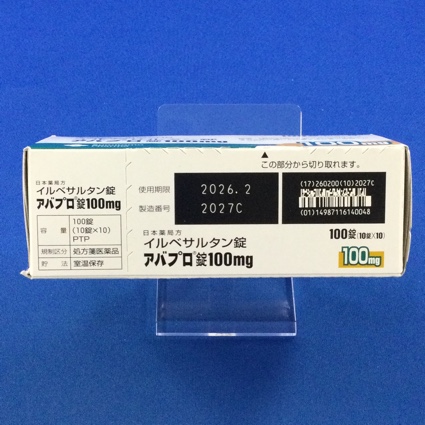 この部分から切り取れます。
日本薬局方
イルベサルタン錠
アバプロ錠100mg
容量
100錠
(10錠×10)
PTP
規制区分 処方箋医薬品
貯法 室温保存
使用期限 2026.2
製造番号 2027C
(17)260200(10)2027C
(01)14987116140048
日本薬局方
イルベサルタン錠
アバプロ錠100mg
100錠(10錠×10)
100mg